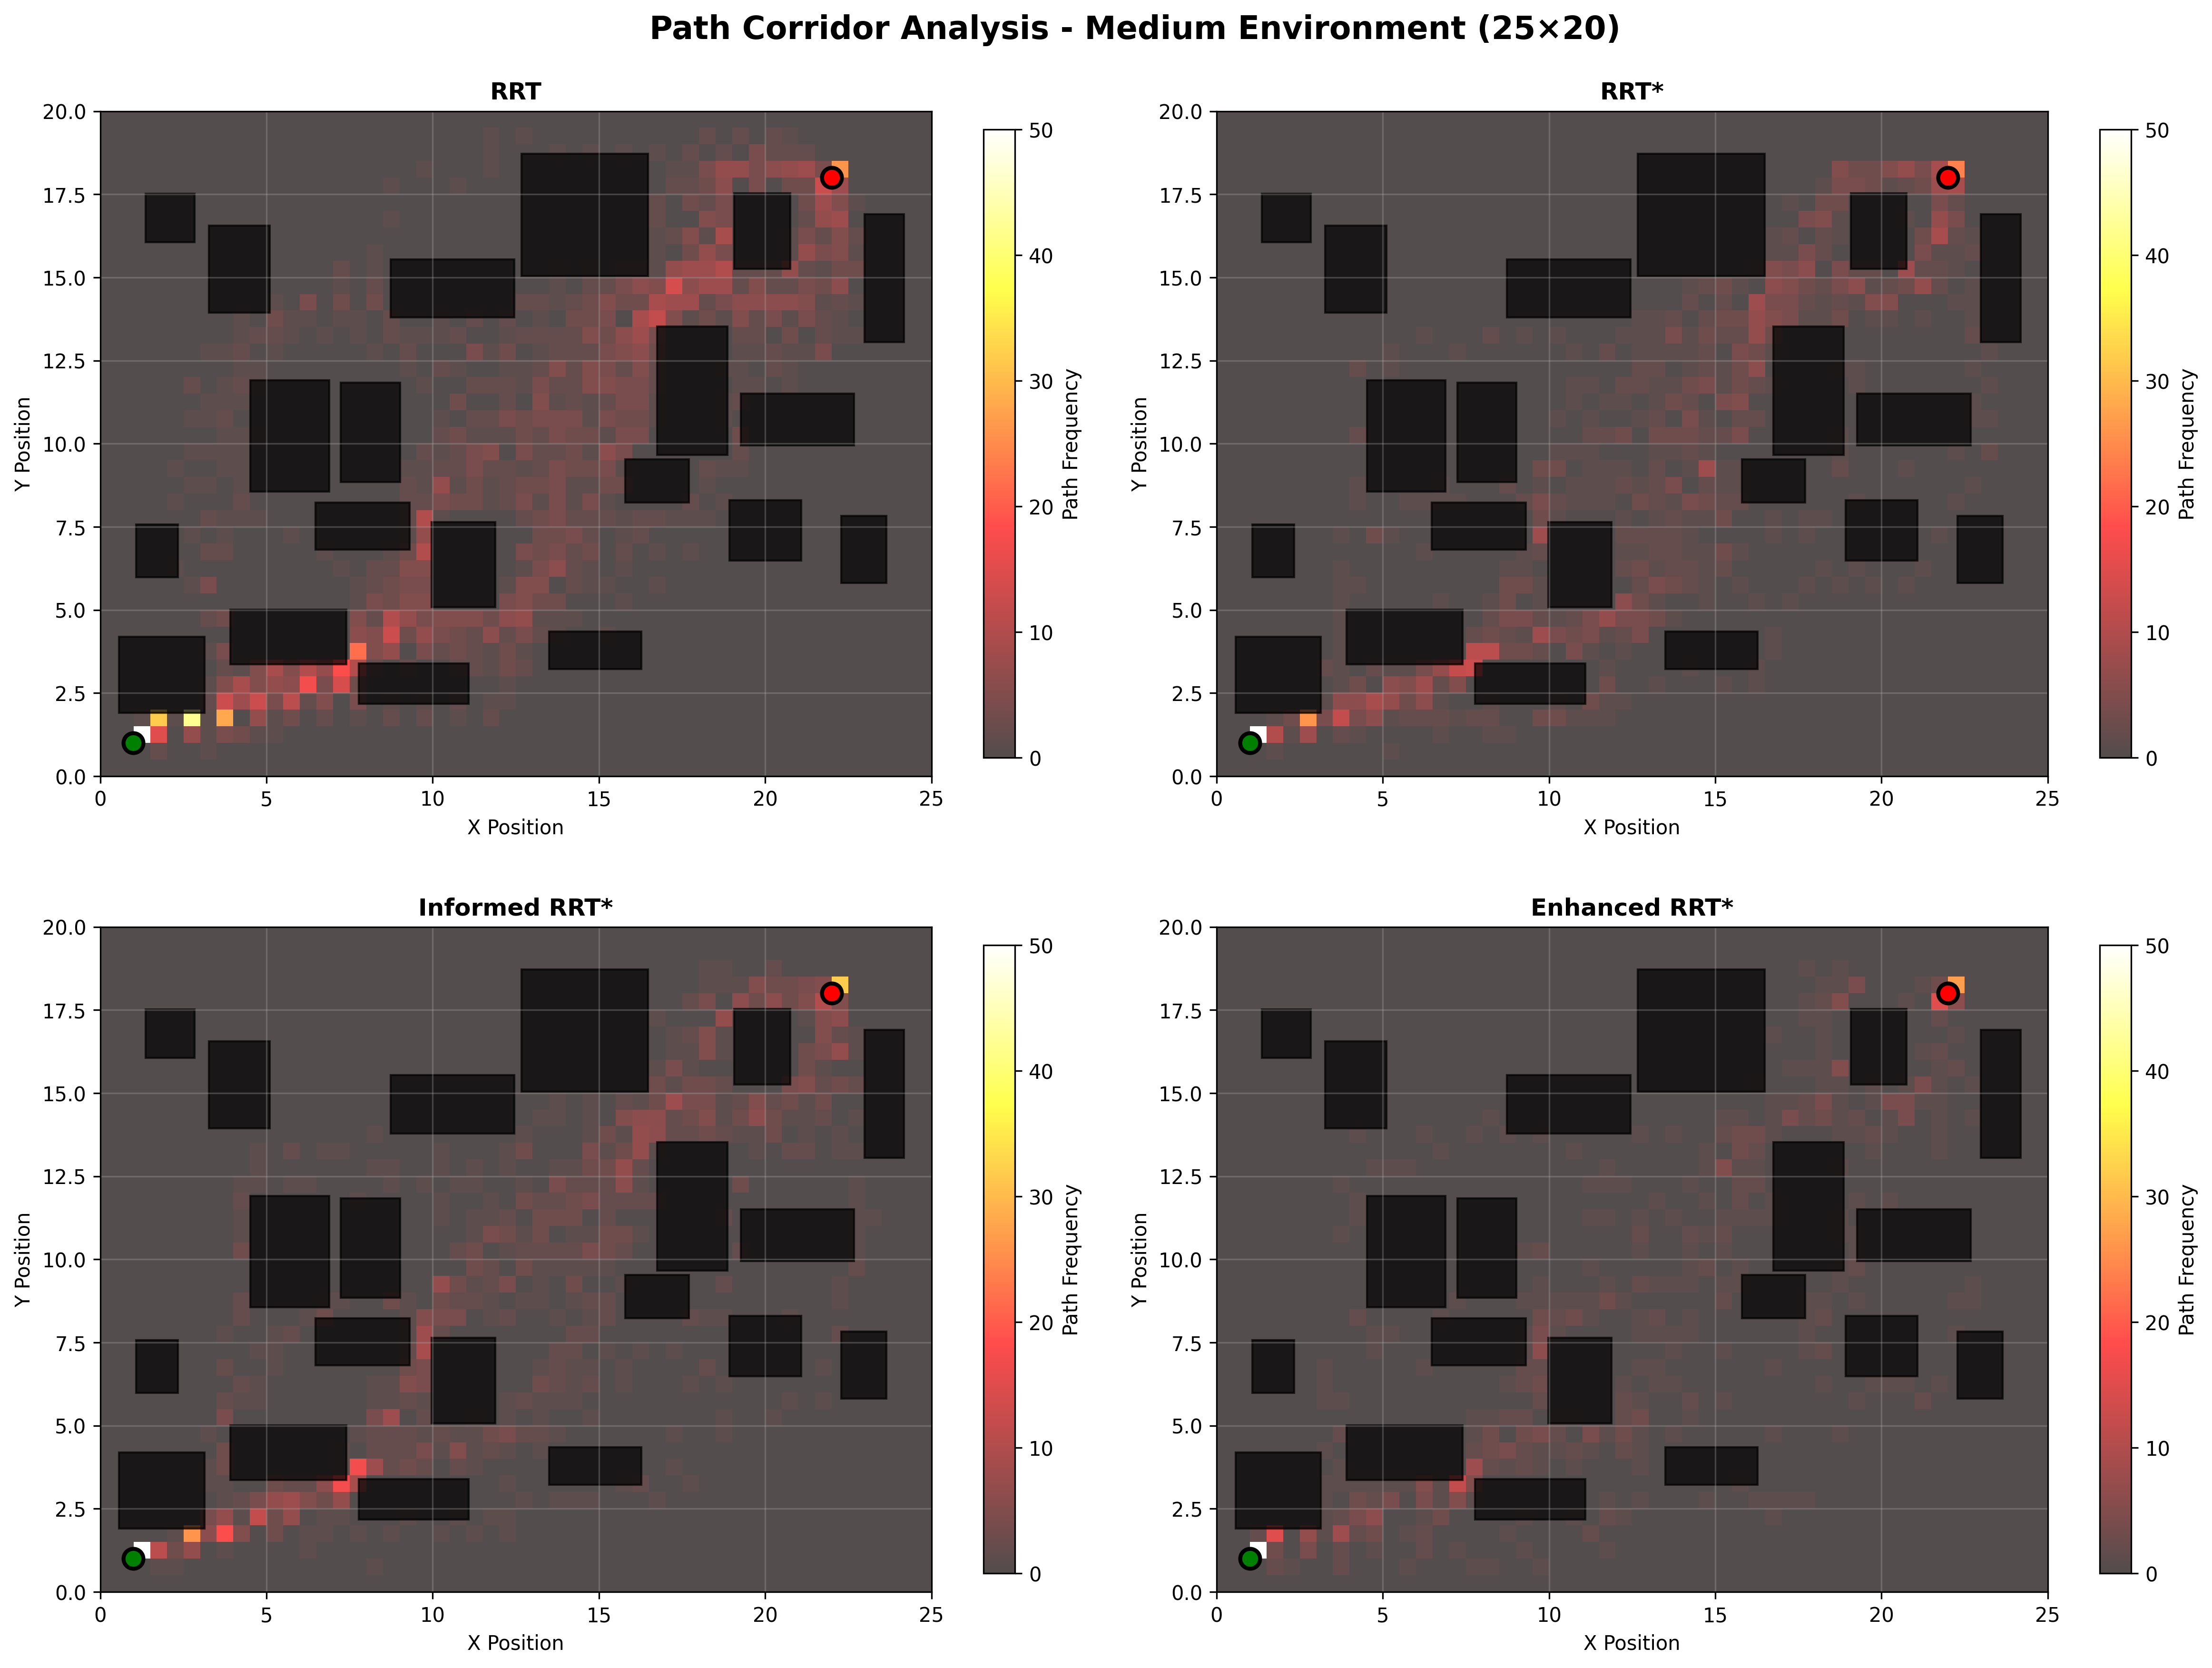 Path Corridor Analysis - Medium Environment (25×20)
RRT
20.0
17.5
15.0
12.5
10.0
7.5
5.0
2.5
0.0
Y Position
0 5 10 15 20 25
X Position
50
40
30
20
10
0
Path Frequency
RRT*
20.0
17.5
15.0
12.5
10.0
7.5
5.0
2.5
0.0
Y Position
0 5 10 15 20 25
X Position
50
40
30
20
10
0
Path Frequency
Informed RRT*
20.0
17.5
15.0
12.5
10.0
7.5
5.0
2.5
0.0
Y Position
0 5 10 15 20 25
X Position
50
40
30
20
10
0
Path Frequency
Enhanced RRT*
20.0
17.5
15.0
12.5
10.0
7.5
5.0
2.5
0.0
Y Position
0 5 10 15 20 25
X Position
50
40
30
20
10
0
Path Frequency